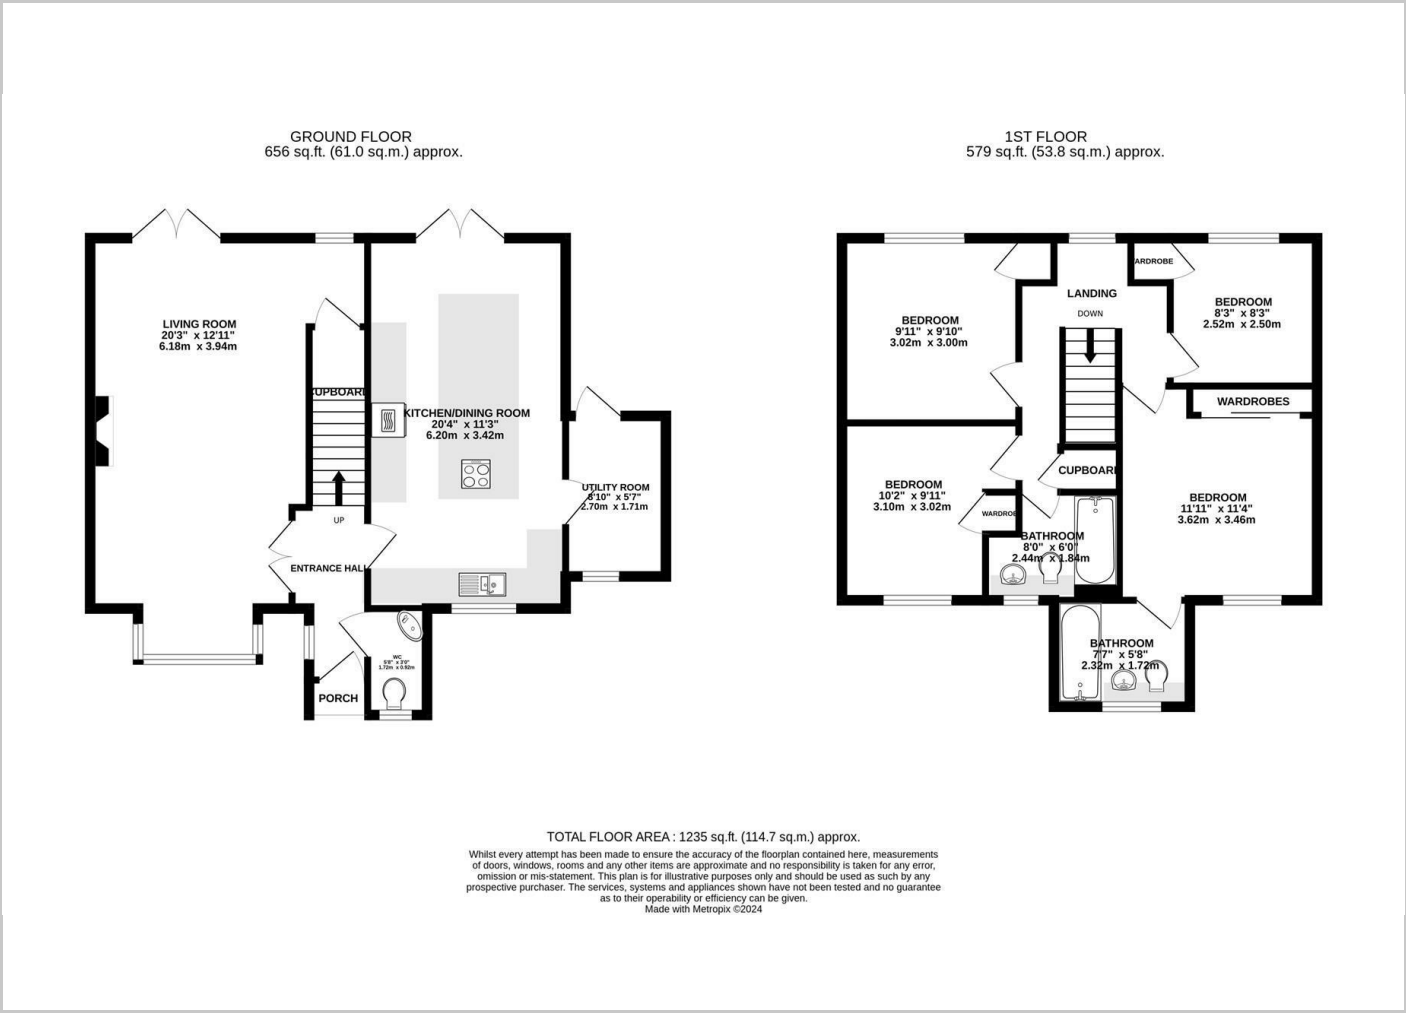 GROUND FLOOR
656 sq.ft. (61.0 sq.m.) approx.
1ST FLOOR
579 sq.ft. (53.8 sq.m.) approx.
LIVING ROOM
20'3" x 12'11"
6.18m x 3.94m
CUPBOARD
KITCHEN/DINING ROOM
20'4" x 11'3"
6.20m x 3.42m
UTILITY ROOM
8'10" x 5'7"
2.70m x 1.71m
UP
ENTRANCE HALL
WC
5'8" x 3'0"
1.72m x 0.92m
PORCH
BEDROOM
9'11" x 9'10"
3.02m x 3.00m
LANDING
DOWN
ARDROBE
BEDROOM
8'3" x 8'3"
2.52m x 2.50m
WARDROBES
CUPBOARD
BEDROOM
10'2" x 9'11"
3.10m x 3.02m
WARDROBE
BATHROOM
8'0" x 6'0"
2.44m x 1.84m
BEDROOM
11'11" x 11'4"
3.62m x 3.46m
BATHROOM
7'7" x 5'8"
2.32m x 1.72m
TOTAL FLOOR AREA : 1235 sq.ft. (114.7 sq.m.) approx.
Whilst every attempt has been made to ensure the accuracy of the floorplan contained here, measurements
of doors, windows, rooms and any other items are approximate and no responsibility is taken for any error,
omission or mis-statement. This plan is for illustrative purposes only and should be used as such by any
prospective purchaser. The services, systems and appliances shown have not been tested and no guarantee
as to their operability or efficiency can be given.
Made with Metropix ©2024